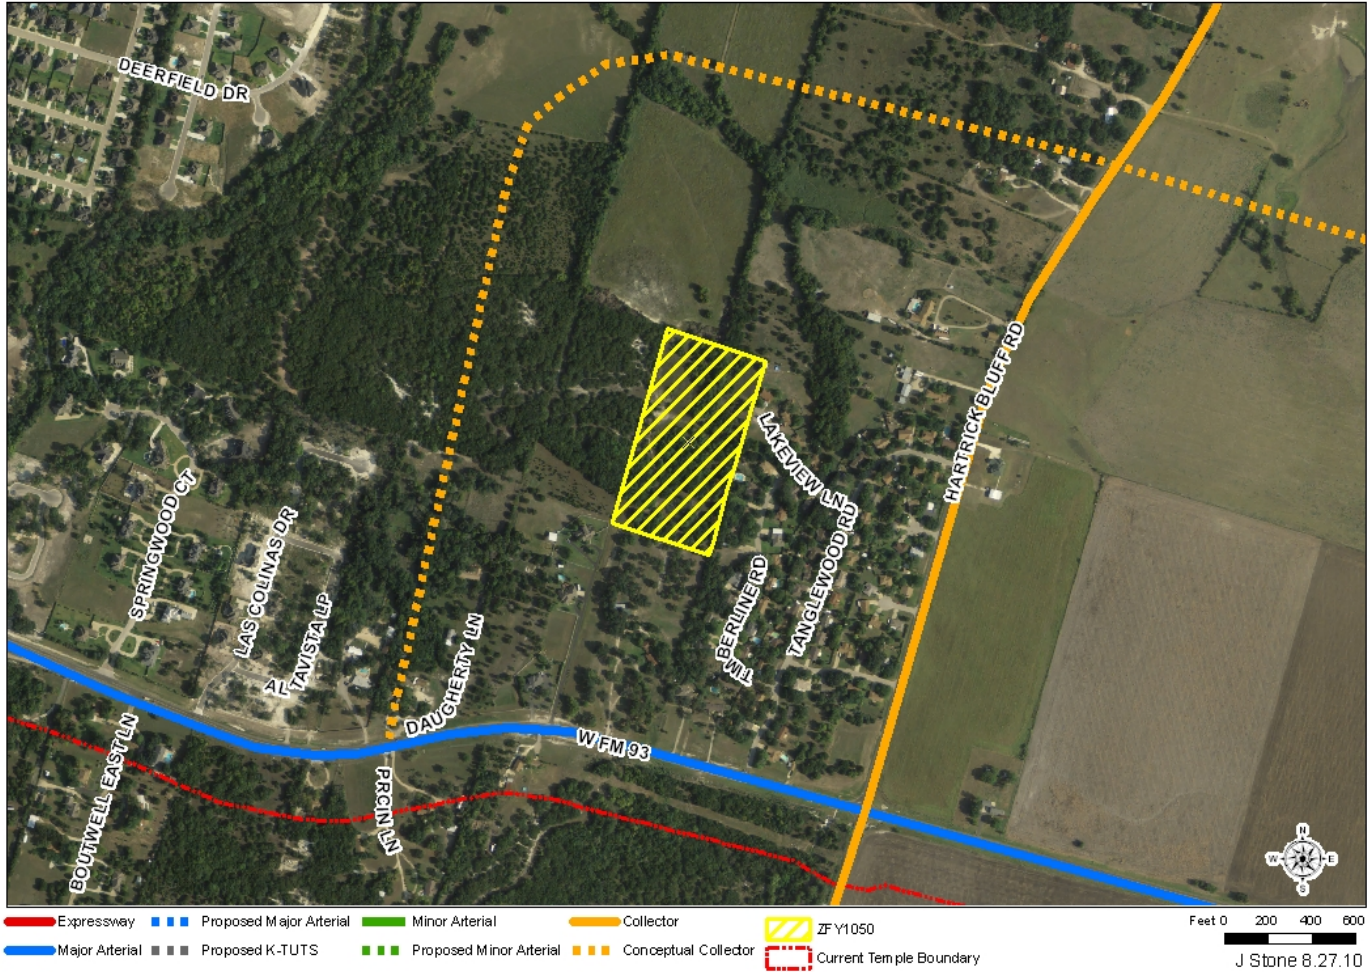 DEERFIELD DR
HARTRICK BLUFF RD
LAKEVIEW LN
TANGLEWOOD RD
SPRINGWOOD CT
LAS COLINAS DR
ALTAVISTA LP
BERLINE RD
TIM
DAUGHERTY LN
W FM 93
BOUTWELL EAST LN
PRCIN LN
N
W E
S
Expressway Proposed Major Arterial Minor Arterial Collector ZFY1050 Feet 0 200 400 600
Major Arterial Proposed K-TUTS Proposed Minor Arterial Conceptual Collector Current Temple Boundary J Stone 8.27.10